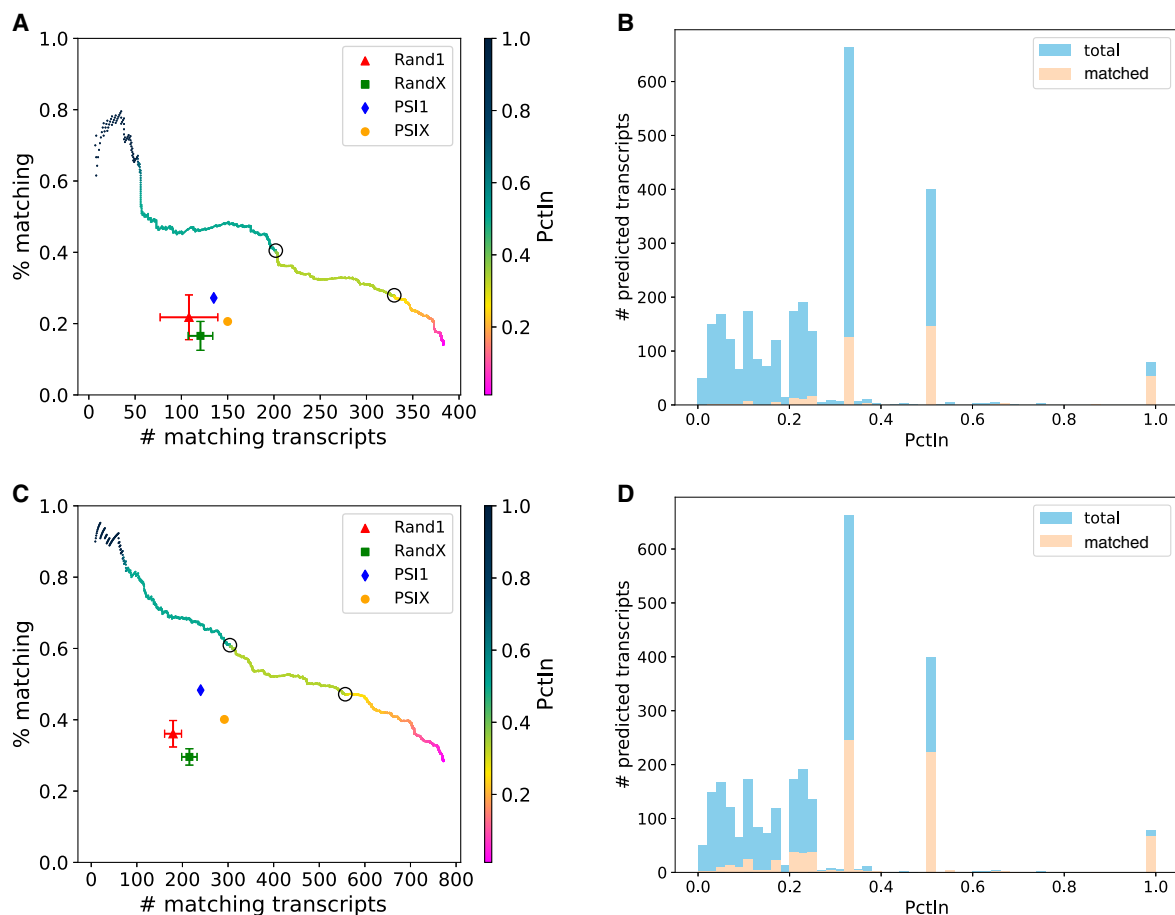 A
1.0
0.8
0.6
0.4
0.2
0.0
% matching
0 50 100 150 200 250 300 350 400
# matching transcripts
Rand1
RandX
PSI1
PSIX
1.0
0.8
0.6
0.4
0.2
PctIn
B
600
500
400
300
200
100
0
# predicted transcripts
0.0 0.2 0.4 0.6 0.8 1.0
PctIn
total
matched
C
1.0
0.8
0.6
0.4
0.2
0.0
% matching
0 100 200 300 400 500 600 700 800
# matching transcripts
Rand1
RandX
PSI1
PSIX
1.0
0.8
0.6
0.4
0.2
PctIn
D
600
500
400
300
200
100
0
# predicted transcripts
0.0 0.2 0.4 0.6 0.8 1.0
PctIn
total
matched